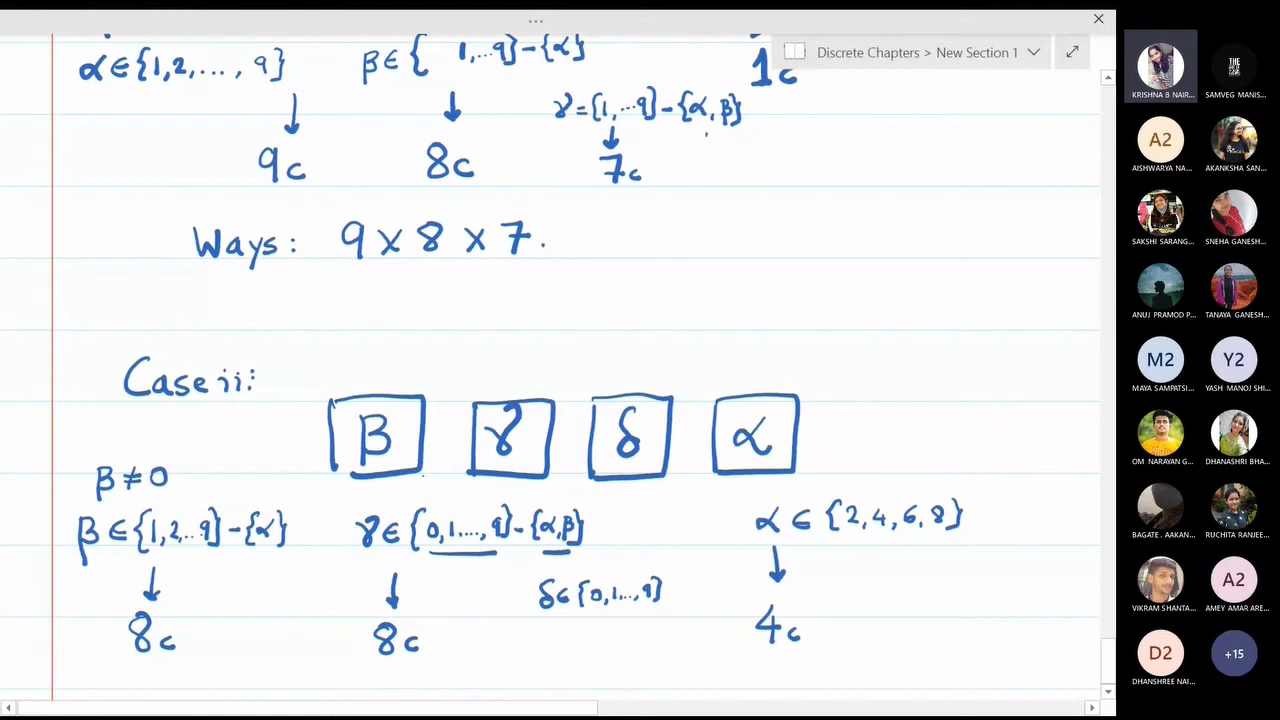 ...
Discrete Chapters > New Section 1
α∈{1,2,..., 9}
β∈{ 1,...9}-{α}
1c
γ={1,...9}-{α,β}
9c
8c
7c
Ways: 9 × 8 × 7.
Case ii:
β γ δ α
β ≠ 0
β∈{1,2,..9}-{α}
γ∈{0,1...,9}-{α,β}
α ∈ {2,4,6,8}
δ∈{0,1...,9}
8c
8c
4c
KRISHNA B NAIR...
SAMVEG MANIS...
THE
A2
AISHWARYA NA...
AKANKSHA SAN...
SAKSHI SARANG...
SNEHA GANESH...
ANUJ PRAMOD P...
TANAYA GANESH...
M2
MAYA SAMPATSI...
Y2
YASH MANOJ SHI...
OM NARAYAN G...
DHANASHRI BHA...
BAGATE . AAKAN...
RUCHITA RANJEE...
VIKRAM SHANTA...
A2
AMEY AMAR ARE...
D2
DHANSHREE NAI...
+15